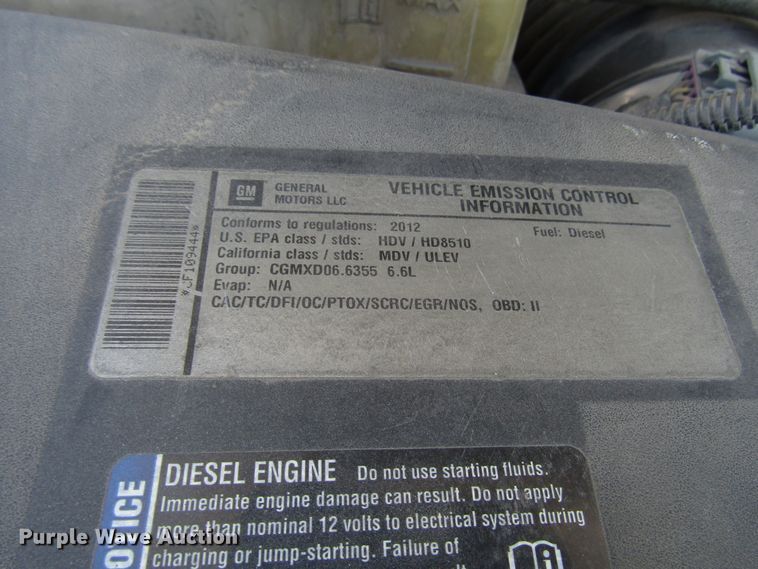 MAX
GM GENERAL MOTORS LLC
VEHICLE EMISSION CONTROL INFORMATION
Conforms to regulations: 2012
Fuel: Diesel
U.S. EPA class / stds: HDV / HD8510
California class / stds: MDV / ULEV
Group: CGMXD06.6355 6.6L
Evap: N/A
CAC/TC/DFI/OC/PTOX/SCRC/EGR/NOS, OBD: II
*CF109444*
NOTICE
DIESEL ENGINE Do not use starting fluids.
Immediate engine damage can result. Do not apply
more than nominal 12 volts to electrical system during
charging or jump-starting. Failure of
Purple Wave Auction